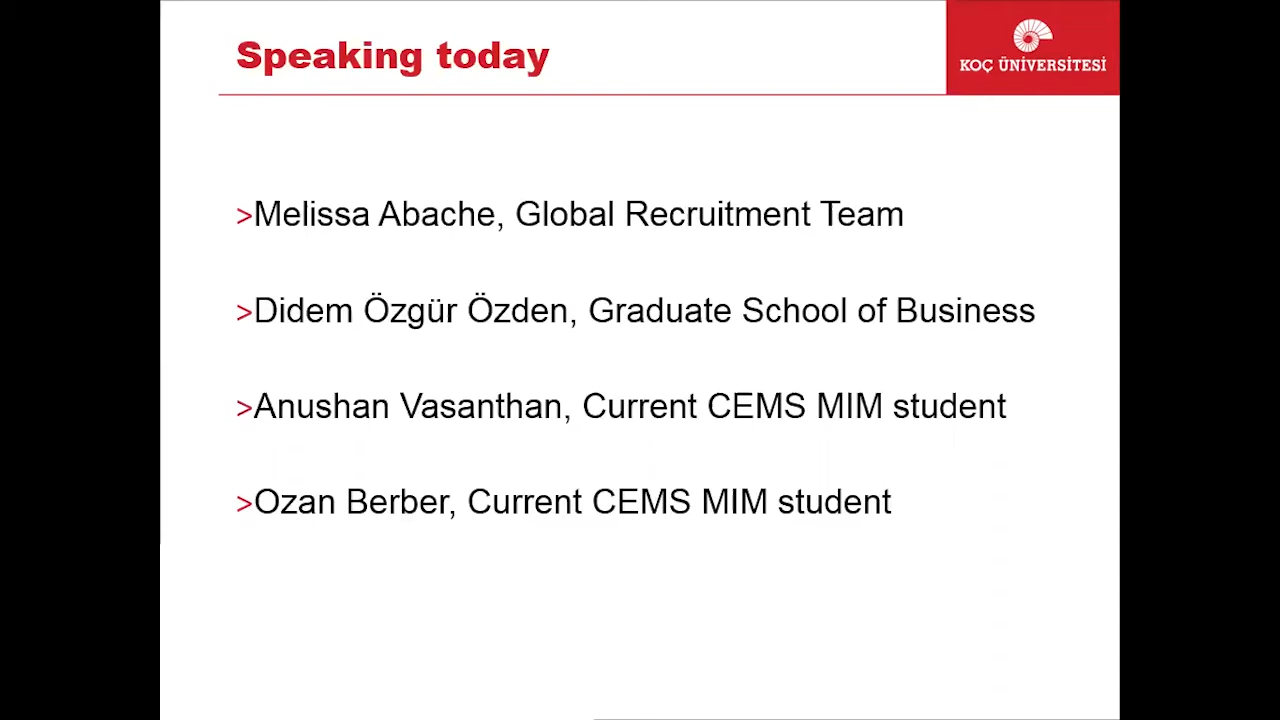 Speaking today
KOÇ ÜNİVERSİTESİ
>Melissa Abache, Global Recruitment Team
>Didem Özgür Özden, Graduate School of Business
>Anushan Vasanthan, Current CEMS MIM student
>Ozan Berber, Current CEMS MIM student